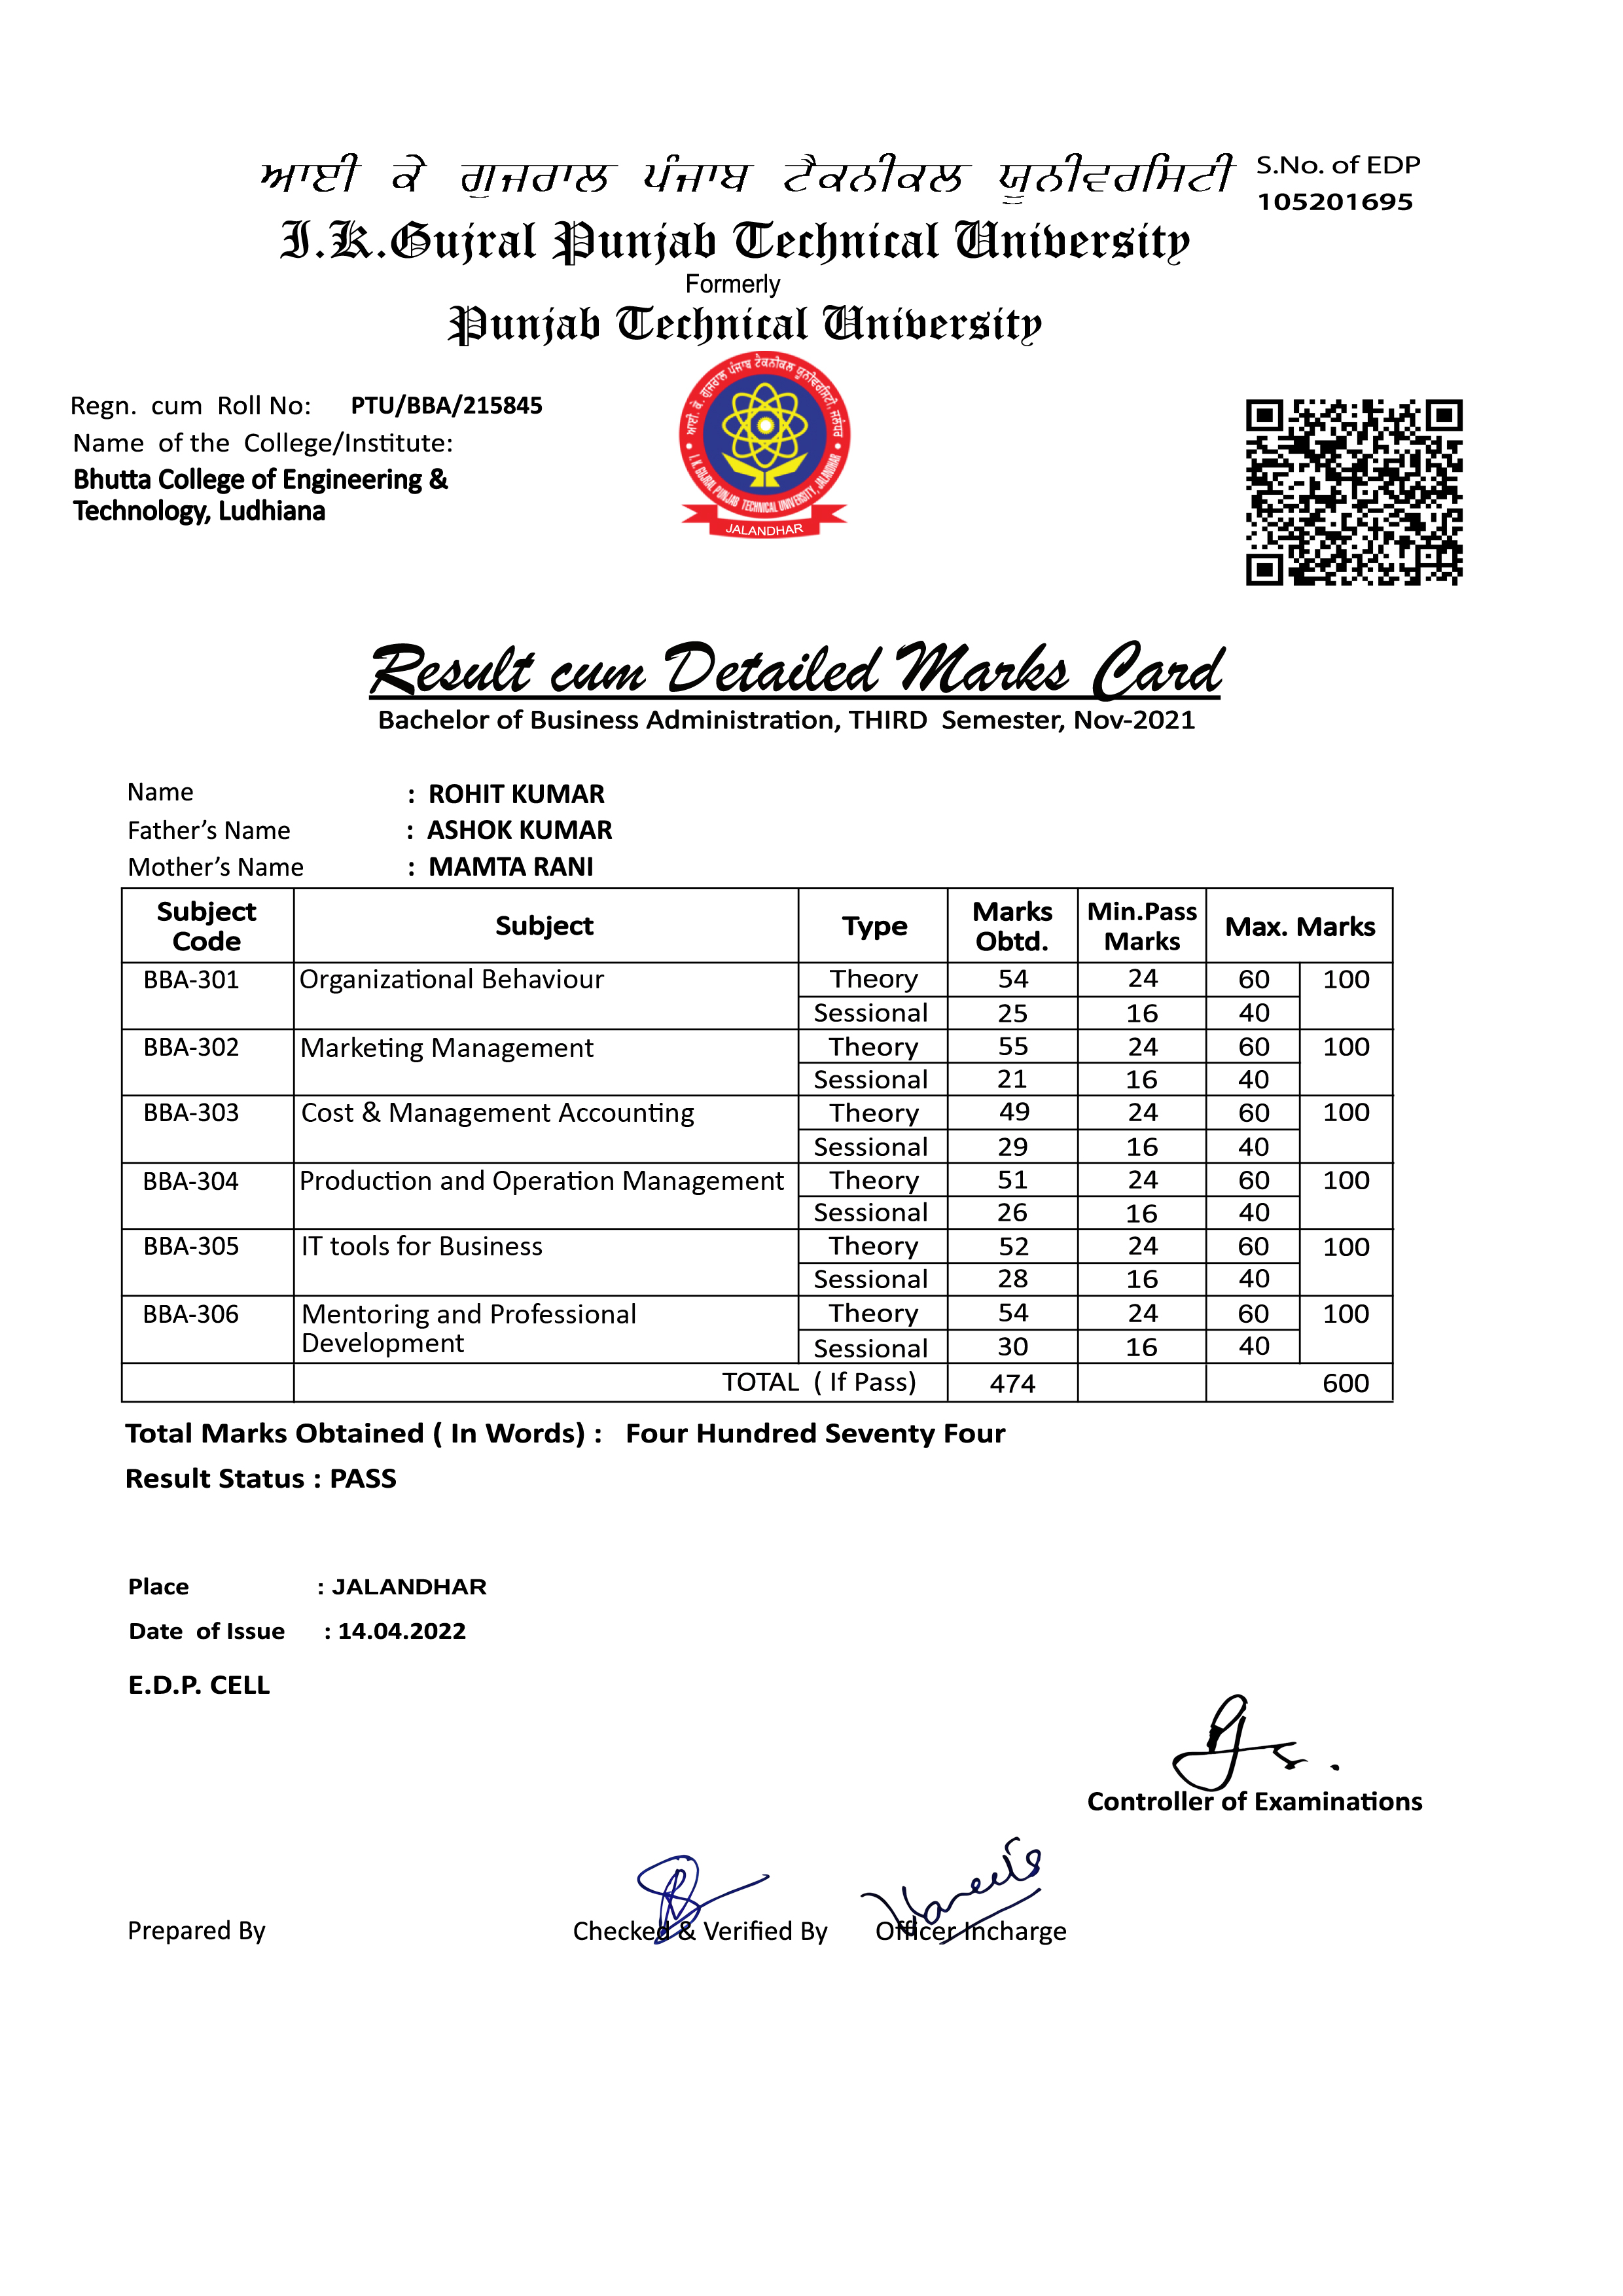 ਆਈ ਕੇ ਗੁਜਰਾਲ ਪੰਜਾਬ ਟੈਕਨੀਕਲ ਯੂਨੀਵਰਸਿਟੀ
S.No. of EDP
105201695
I.K.Gujral Punjab Technical University
Formerly
Punjab Technical University
Regn. cum Roll No: PTU/BBA/215845
Name of the College/Institute:
Bhutta College of Engineering &
Technology, Ludhiana
ਆਈ. ਕੇ. ਗੁਜਰਾਲ ਪੰਜਾਬ ਟੈਕਨੀਕਲ ਯੂਨੀਵਰਸਿਟੀ, ਜਲੰਧਰ
I. K. GUJRAL PUNJAB TECHNICAL UNIVERSITY, JALANDHAR
JALANDHAR
Result cum Detailed Marks Card
Bachelor of Business Administration, THIRD Semester, Nov-2021
Name : ROHIT KUMAR
Father’s Name : ASHOK KUMAR
Mother’s Name : MAMTA RANI
Subject Code Subject Type Marks Obtd. Min.Pass Marks Max. Marks
BBA-301 Organizational Behaviour Theory 54 24 60 100
Sessional 25 16 40
BBA-302 Marketing Management Theory 55 24 60 100
Sessional 21 16 40
BBA-303 Cost & Management Accounting Theory 49 24 60 100
Sessional 29 16 40
BBA-304 Production and Operation Management Theory 51 24 60 100
Sessional 26 16 40
BBA-305 IT tools for Business Theory 52 24 60 100
Sessional 28 16 40
BBA-306 Mentoring and Professional Theory 54 24 60 100
Development Sessional 30 16 40
TOTAL ( If Pass) 474 600
Total Marks Obtained ( In Words) : Four Hundred Seventy Four
Result Status : PASS
Place : JALANDHAR
Date of Issue : 14.04.2022
E.D.P. CELL
Controller of Examinations
Prepared By Checked & Verified By Officer Incharge